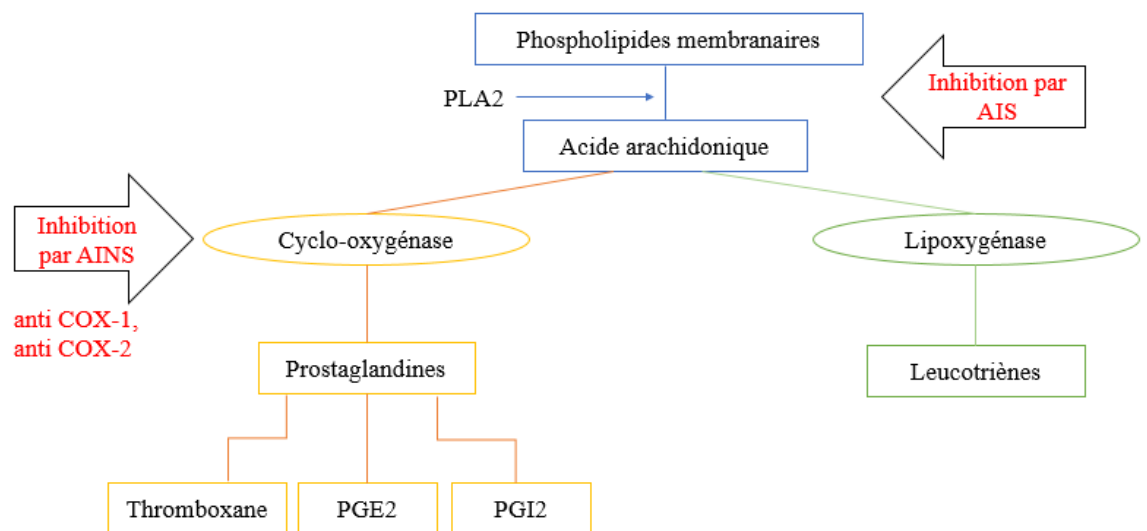 Phospholipides membranaires
PLA2
Inhibition par
AIS
Acide arachidonique
Inhibition
par AINS
anti COX-1,
anti COX-2
Cyclo-oxygénase
Lipoxygénase
Prostaglandines
Leucotriènes
Thromboxane
PGE2
PGI2